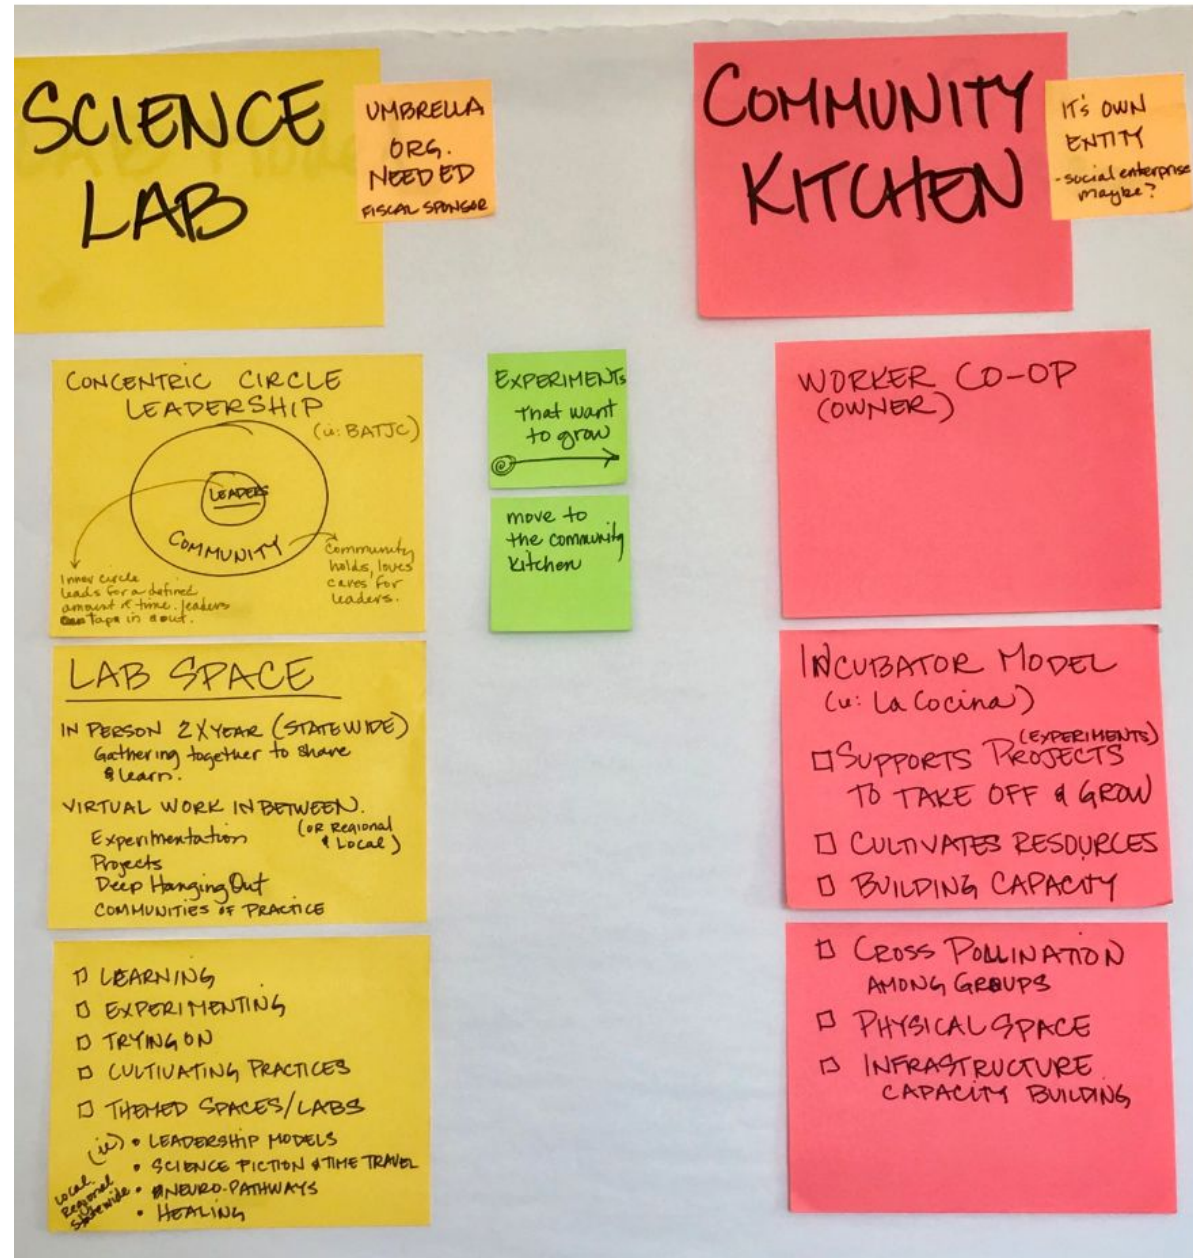 SCIENCE
LAB
UMBRELLA
ORG.
NEEDED
FISCAL SPONSOR
COMMUNITY
KITCHEN
IT'S OWN
ENTITY
- social enterprise
maybe?
CONCENTRIC CIRCLE
LEADERSHIP
(ie: BATJC)
LEADERS
COMMUNITY
Inner circle
leads for a defined
amount of time. leaders
tap in & out.
Community
holds, loves
cares for
leaders.
LAB SPACE
IN PERSON 2X YEAR (STATEWIDE)
Gathering together to share
& learn.
VIRTUAL WORK IN BETWEEN.
(OR Regional
& Local)
Experimentation
Projects
Deep Hanging Out
COMMUNITIES OF PRACTICE
LEARNING
EXPERIMENTING
TRYING ON
CULTIVATING PRACTICES
THEMED SPACES/LABS
(ie) • LEADERSHIP MODELS
• SCIENCE FICTION & TIME TRAVEL
• NEURO-PATHWAYS
• HEALING
Local
Regional
Statewide
EXPERIMENTS
That want
to grow
move to
the community
kitchen
WORKER CO-OP
(OWNER)
INCUBATOR MODEL
(ie: La Cocina)
(EXPERIMENTS)
SUPPORTS PROJECTS
TO TAKE OFF & GROW
CULTIVATES RESOURCES
BUILDING CAPACITY
CROSS POLLINATION
AMONG GROUPS
PHYSICAL SPACE
INFRASTRUCTURE
CAPACITY BUILDING